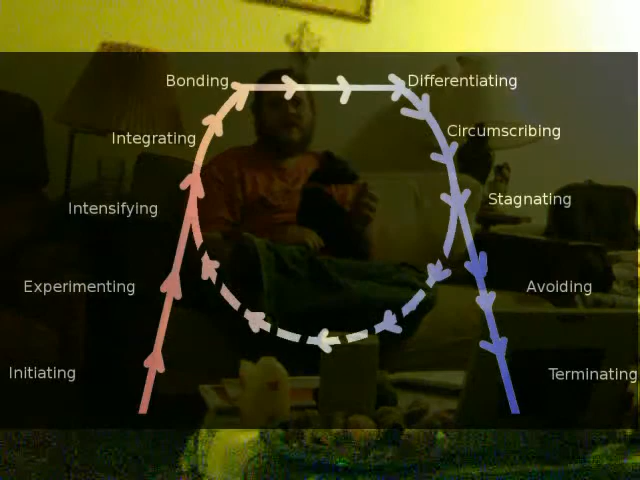 Bonding
Differentiating
Integrating
Circumscribing
Intensifying
Stagnating
Experimenting
Avoiding
Initiating
Terminating